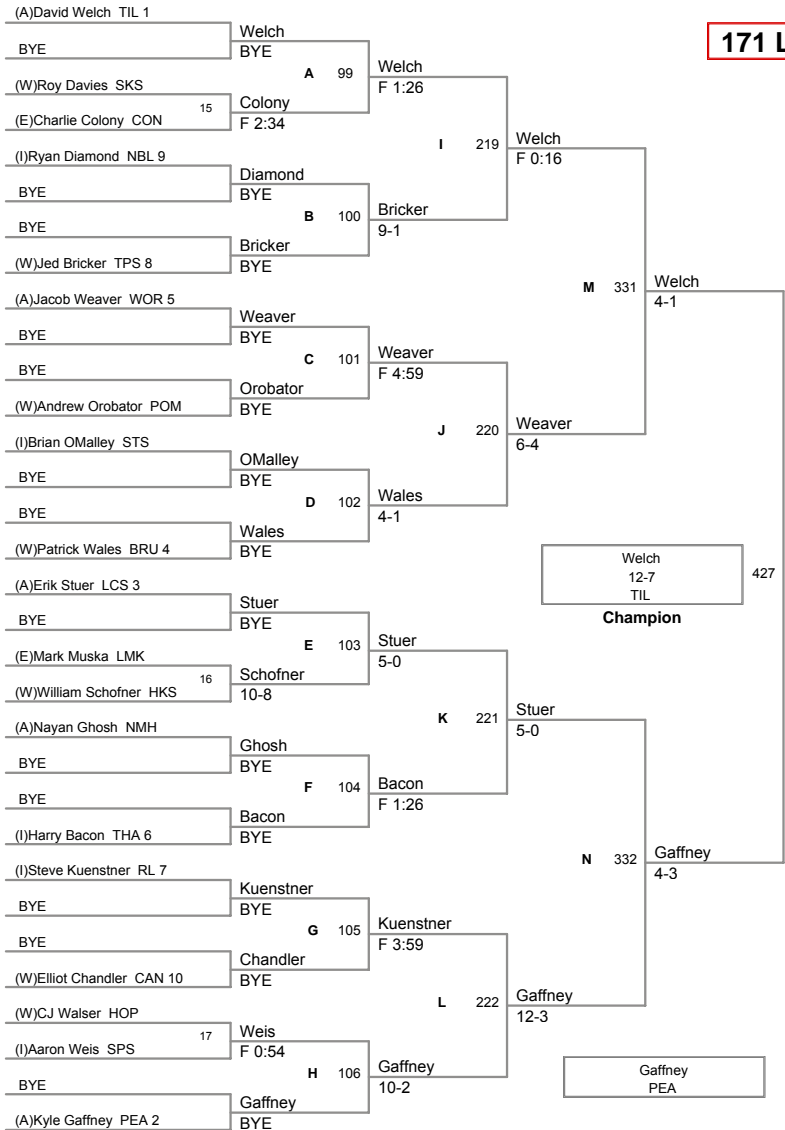 (A)David Welch TIL 1
BYE
(W)Roy Davies SKS
15
(E)Charlie Colony CON
(I)Ryan Diamond NBL 9
BYE
BYE
(W)Jed Bricker TPS 8
(A)Jacob Weaver WOR 5
BYE
BYE
(W)Andrew Orobator POM
(I)Brian OMalley STS
BYE
BYE
(W)Patrick Wales BRU 4
(A)Erik Stuer LCS 3
BYE
(E)Mark Muska LMK
16
(W)William Schofner HKS
(A)Nayan Ghosh NMH
BYE
BYE
(I)Harry Bacon THA 6
(I)Steve Kuenstner RL 7
BYE
BYE
(W)Elliot Chandler CAN 10
(W)CJ Walser HOP
17
(I)Aaron Weis SPS
BYE
(A)Kyle Gaffney PEA 2
Welch
BYE
A 99
Colony
F 2:34
Diamond
BYE
B 100
Bricker
BYE
Weaver
BYE
C 101
Orobator
BYE
OMalley
BYE
D 102
Wales
BYE
Stuer
BYE
E 103
Schofner
10-8
Ghosh
BYE
F 104
Bacon
BYE
Kuenstner
BYE
G 105
Chandler
BYE
Weis
F 0:54
H 106
Gaffney
BYE
Welch
F 1:26
I 219
Bricker
9-1
Weaver
F 4:59
J 220
Wales
4-1
Stuer
5-0
K 221
Bacon
F 1:26
Kuenstner
F 3:59
L 222
Gaffney
10-2
Welch
F 0:16
M 331
Weaver
6-4
Stuer
5-0
N 332
Gaffney
12-3
171 L
Welch
4-1
Welch
12-7
TIL
427
Champion
Gaffney
4-3
Gaffney
PEA